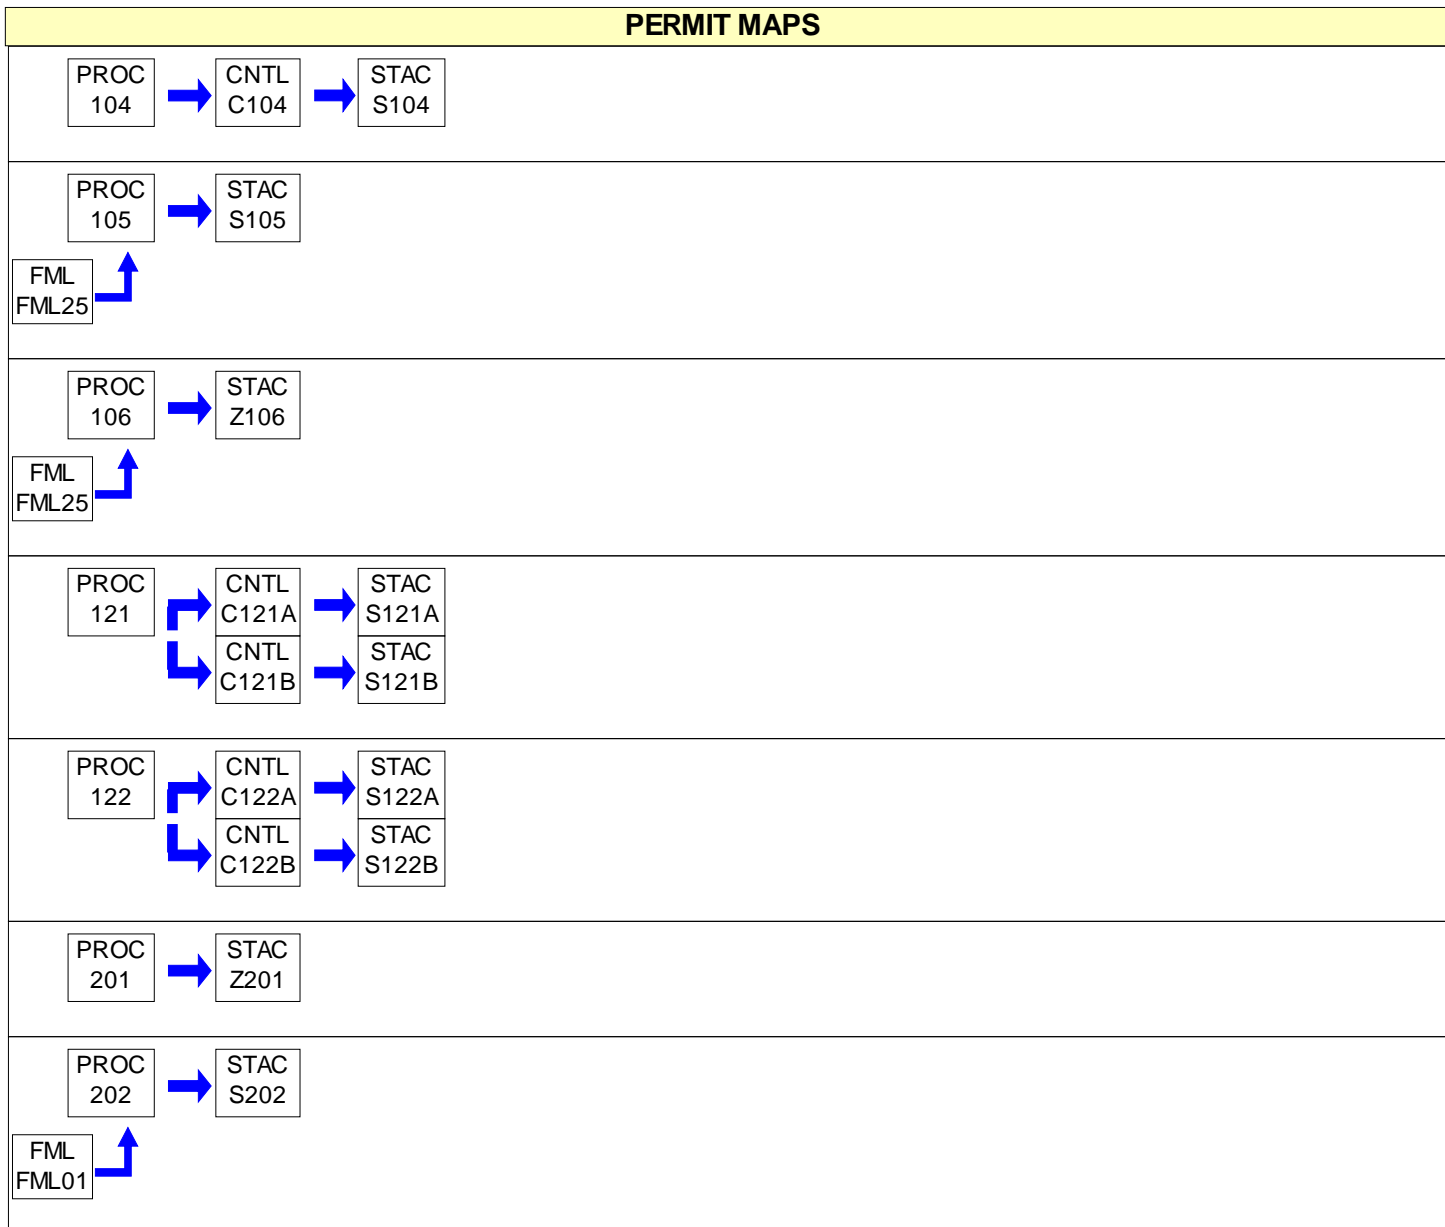 PERMIT MAPS
PROC
104
CNTL
C104
STAC
S104
PROC
105
STAC
S105
FML
FML25
PROC
106
STAC
Z106
FML
FML25
PROC
121
CNTL
C121A
STAC
S121A
CNTL
C121B
STAC
S121B
PROC
122
CNTL
C122A
STAC
S122A
CNTL
C122B
STAC
S122B
PROC
201
STAC
Z201
PROC
202
STAC
S202
FML
FML01